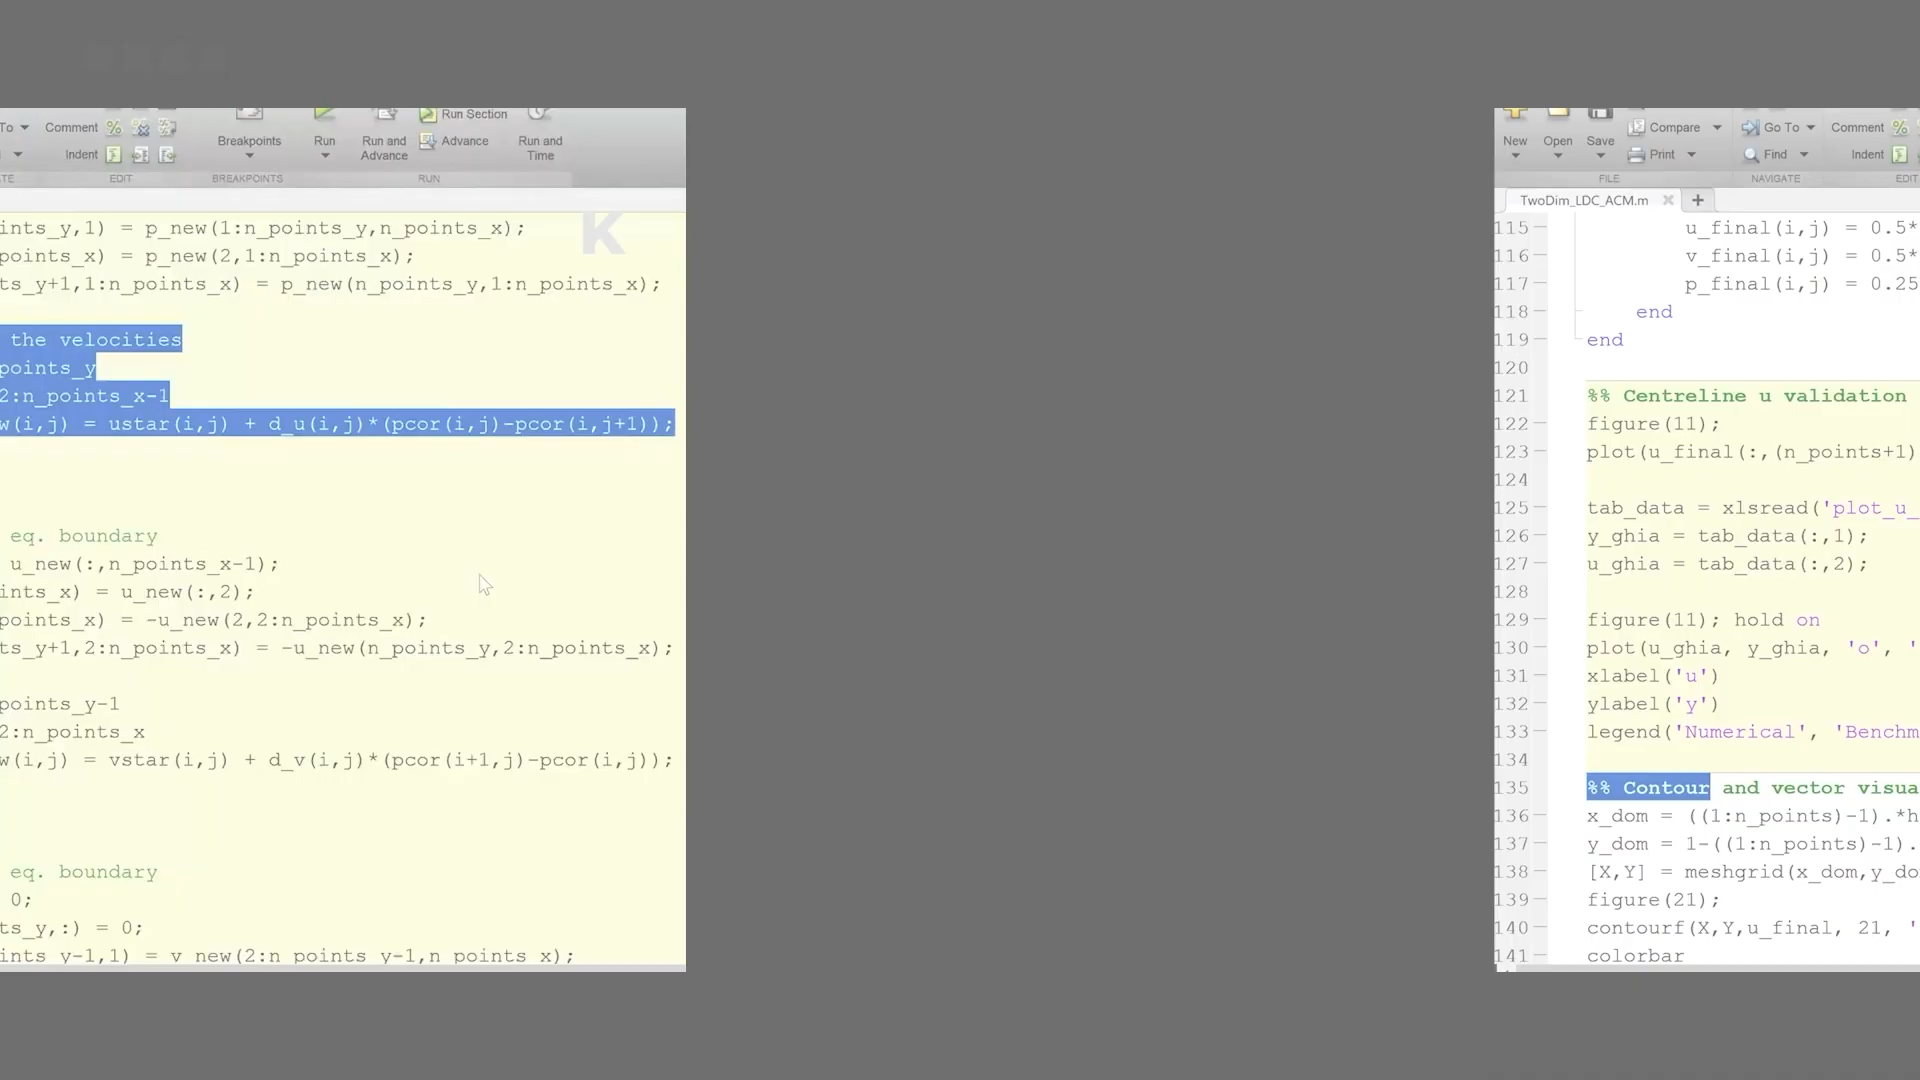 To
Comment
Indent
EDIT
Breakpoints
BREAKPOINTS
Run
Run and
Advance
Run Section
Advance
Run and
Time
RUN
ints_y,1) = p_new(1:n_points_y,n_points_x);
points_x) = p_new(2,1:n_points_x);
ts_y+1,1:n_points_x) = p_new(n_points_y,1:n_points_x);
the velocities
points_y
2:n_points_x-1
w(i,j) = ustar(i,j) + d_u(i,j)*(pcor(i,j)-pcor(i,j+1));
eq. boundary
u_new(:,n_points_x-1);
ints_x) = u_new(:,2);
points_x) = -u_new(2,2:n_points_x);
ts_y+1,2:n_points_x) = -u_new(n_points_y,2:n_points_x);
points_y-1
2:n_points_x
w(i,j) = vstar(i,j) + d_v(i,j)*(pcor(i+1,j)-pcor(i,j));
eq. boundary
0;
ts_y,:) = 0;
ints_y-1,1) = v_new(2:n_points_y-1,n_points_x);
K
New
Open
Save
Compare
Print
FILE
Go To
Find
NAVIGATE
Comment
Indent
EDIT
TwoDim_LDC_ACM.m
115 u_final(i,j) = 0.5*
116 v_final(i,j) = 0.5*
117 p_final(i,j) = 0.25
118 end
119 end
120
121 %% Centreline u validation
122 figure(11);
123 plot(u_final(:,(n_points+1)
124
125 tab_data = xlsread('plot_u_
126 y_ghia = tab_data(:,1);
127 u_ghia = tab_data(:,2);
128
129 figure(11); hold on
130 plot(u_ghia, y_ghia, 'o', '
131 xlabel('u')
132 ylabel('y')
133 legend('Numerical', 'Benchm
134
135 %% Contour and vector visua
136 x_dom = ((1:n_points)-1).*h
137 y_dom = 1-((1:n_points)-1).
138 [X,Y] = meshgrid(x_dom,y_do
139 figure(21);
140 contourf(X,Y,u_final, 21, '
141 colorbar